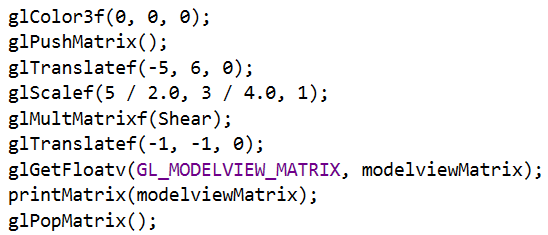 glColor3f(0, 0, 0);
glPushMatrix();
glTranslatef(-5, 6, 0);
glScalef(5 / 2.0, 3 / 4.0, 1);
glMultMatrixf(Shear);
glTranslatef(-1, -1, 0);
glGetFloatv(GL_MODELVIEW_MATRIX, modelviewMatrix);
printMatrix(modelviewMatrix);
glPopMatrix();